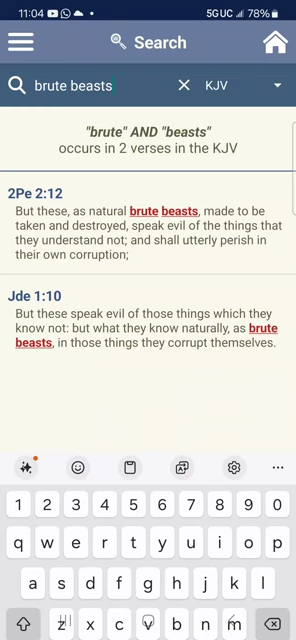 11:04 5G UC 78%
Search
brute beasts KJV
"brute" AND "beasts"
occurs in 2 verses in the KJV
2Pe 2:12
But these, as natural brute beasts, made to be
taken and destroyed, speak evil of the things that
they understand not; and shall utterly perish in
their own corruption;
Jde 1:10
But these speak evil of those things which they
know not: but what they know naturally, as brute
beasts, in those things they corrupt themselves.
1 2 3 4 5 6 7 8 9 0
q w e r t y u i o p
a s d f g h j k l
z x c v b n m